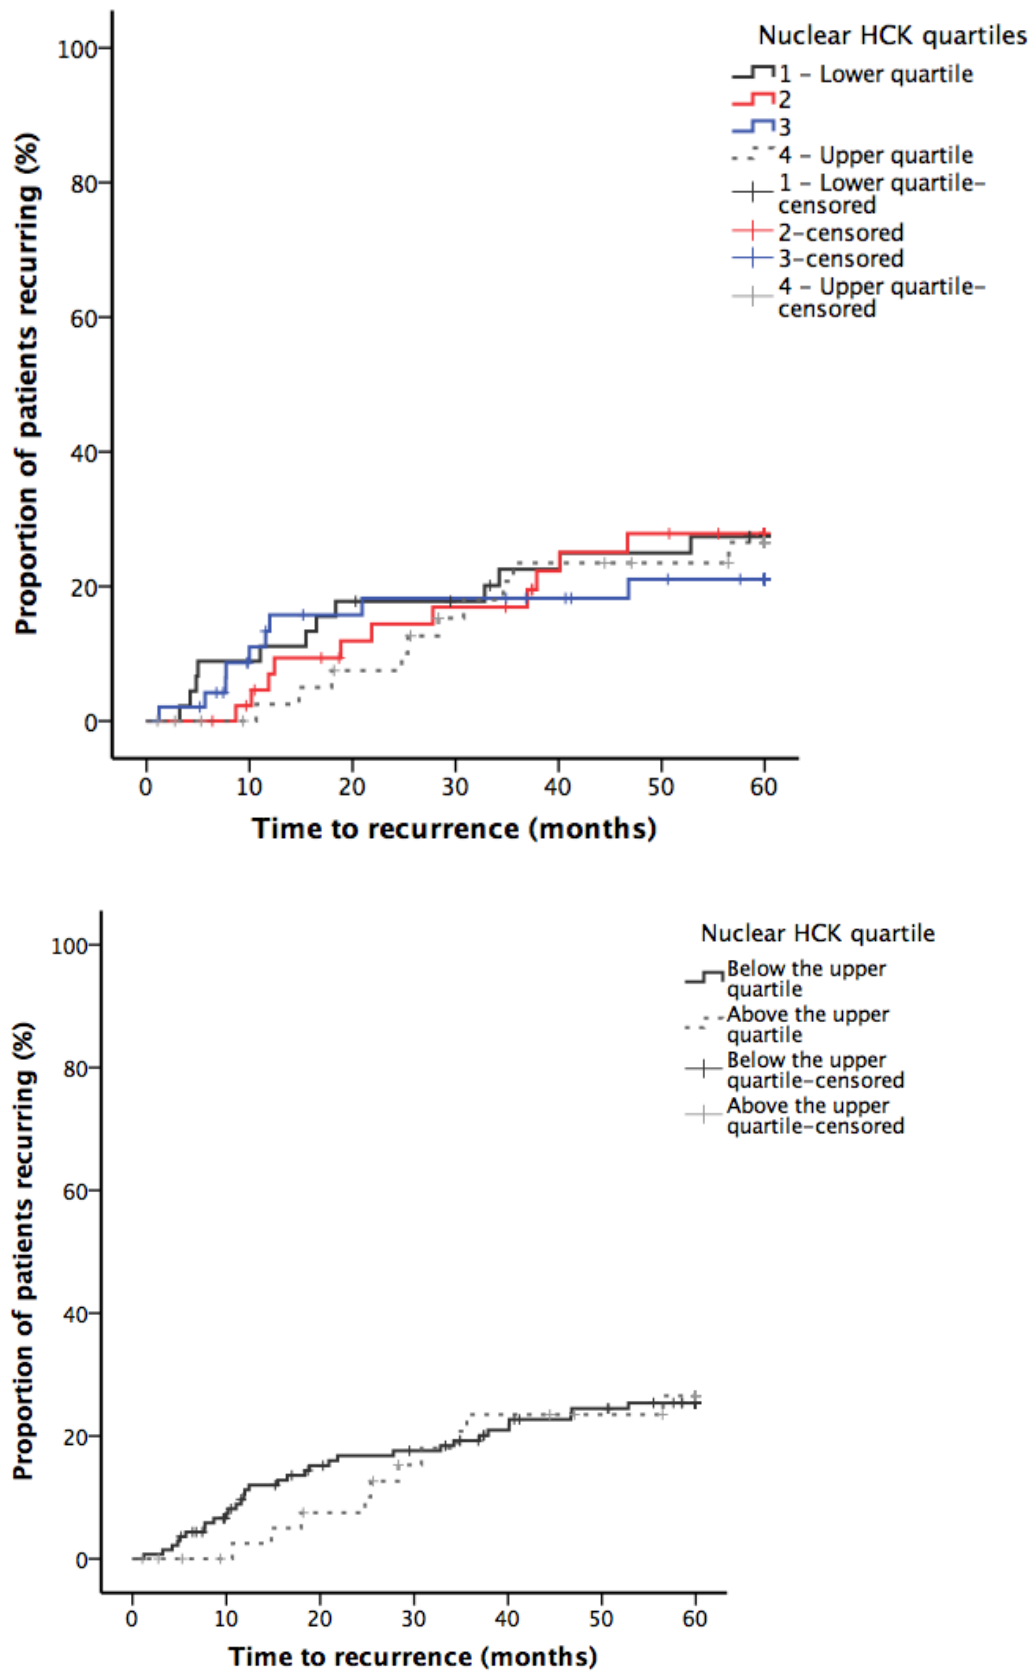 Nuclear HCK quartiles
1 – Lower quartile
2
3
4 – Upper quartile
1 – Lower quartile–
censored
2–censored
3–censored
4 – Upper quartile–
censored
Proportion of patients recurring (%)
100
80
60
40
20
0
0 10 20 30 40 50 60
Time to recurrence (months)
Nuclear HCK quartile
Below the upper
quartile
Above the upper
quartile
Below the upper
quartile–censored
Above the upper
quartile–censored
Proportion of patients recurring (%)
100
80
60
40
20
0
0 10 20 30 40 50 60
Time to recurrence (months)